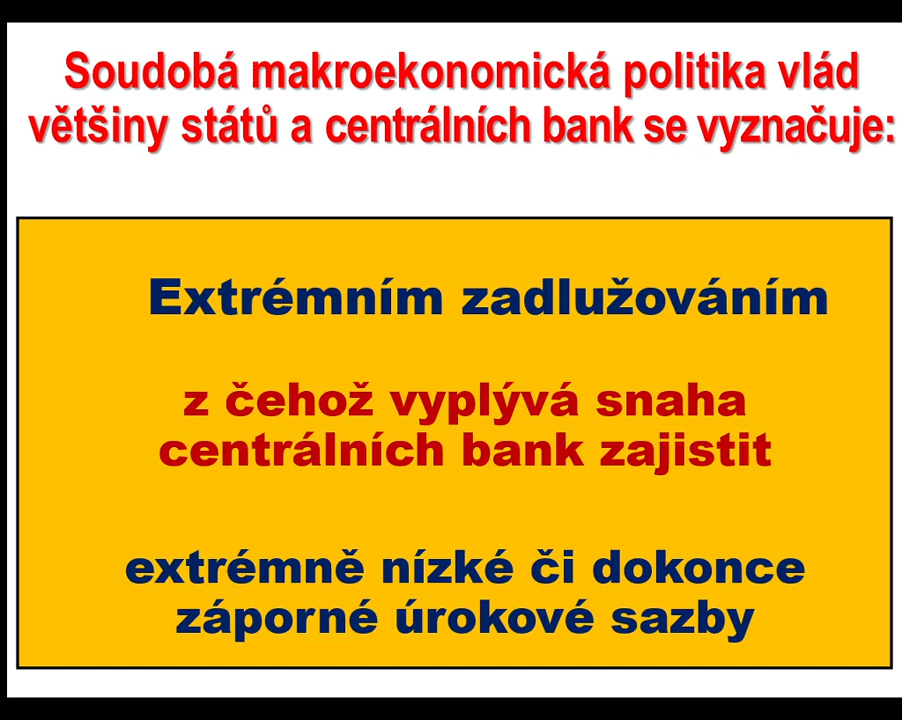 Soudobá makroekonomická politika vlád
většiny států a centrálních bank se vyznačuje:
Extrémním zadlužováním
z čehož vyplývá snaha
centrálních bank zajistit
extrémně nízké či dokonce
záporné úrokové sazby